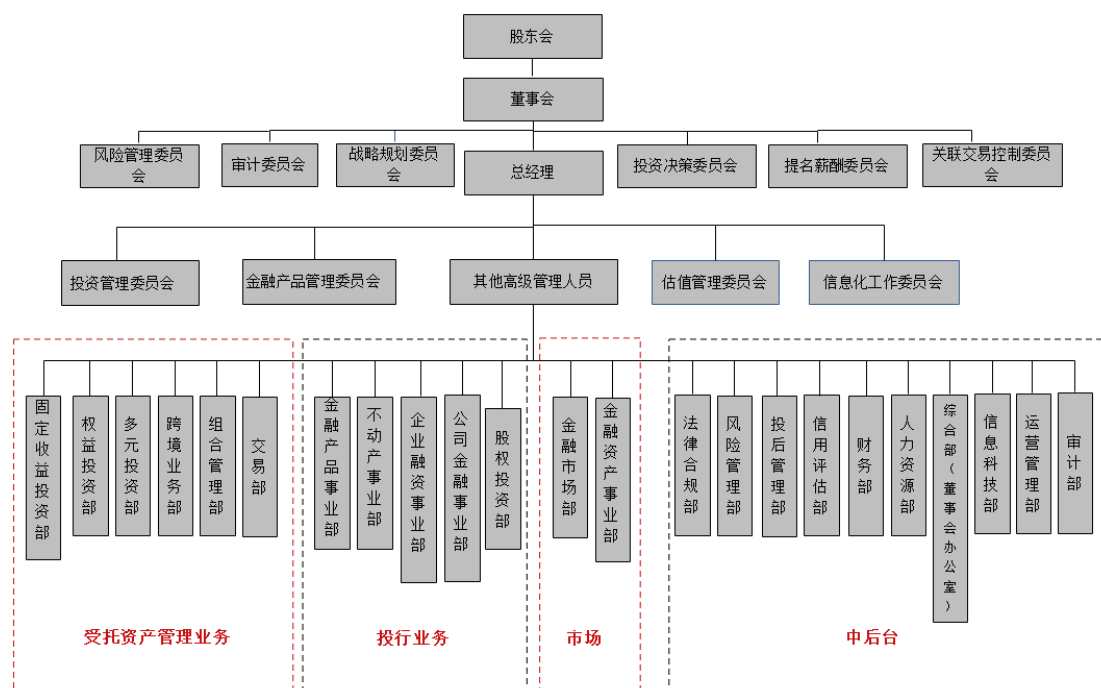 股东会
董事会
风险管理委员
会
审计委员会
战略规划委员
会
总经理
投资决策委员会
提名薪酬委员会
关联交易控制委员
会
投资管理委员会
金融产品管理委员会
其他高级管理人员
估值管理委员会
信息化工作委员会
固定收益投资部
权益投资部
多元投资部
跨境业务部
组合管理部
交易部
金融产品事业部
不动产事业部
企业融资事业部
公司金融事业部
股权投资部
金融市场部
金融资产事业部
法律合规部
风险管理部
投后管理部
信用评估部
财务部
人力资源部
综合部（董事会办公室）
信息科技部
运营管理部
审计部
受托资产管理业务
投行业务
市场
中后台